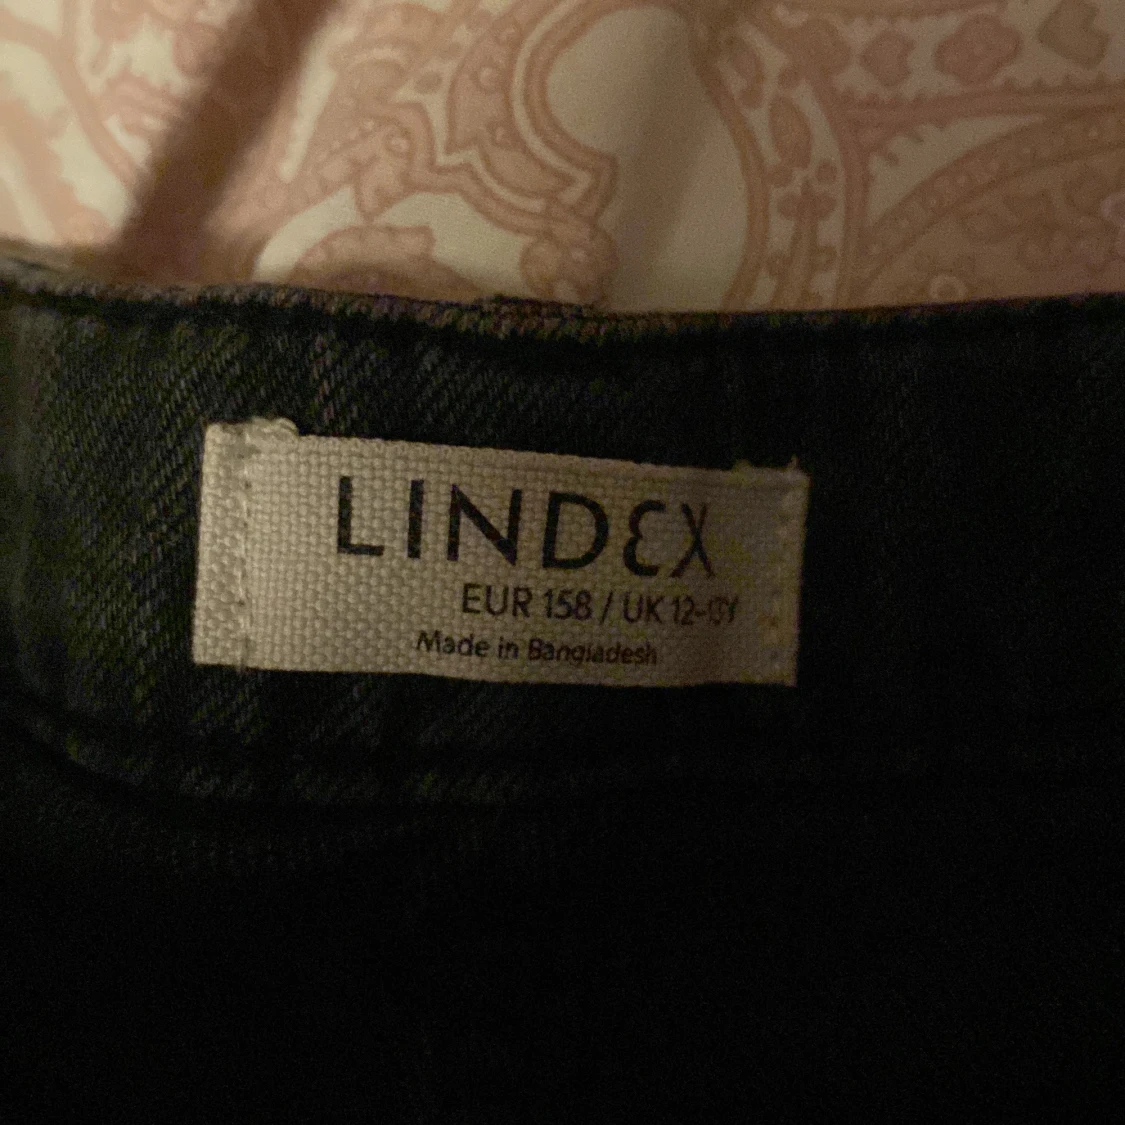 LINDEX
EUR 158 / UK 12-13Y
Made in Bangladesh